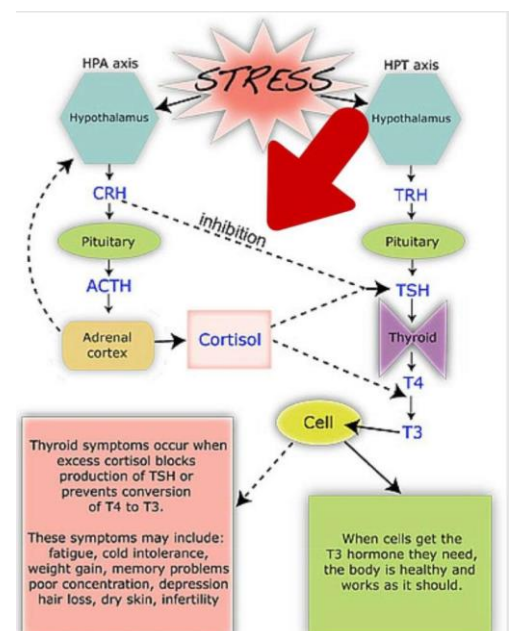 HPA axis
STRESS
HPT axis
Hypothalamus
Hypothalamus
CRH
TRH
inhibition
Pituitary
Pituitary
ACTH
TSH
Adrenal
cortex
Cortisol
Thyroid
T4
Cell
T3
Thyroid symptoms occur when
excess cortisol blocks
production of TSH or
prevents conversion
of T4 to T3.
These symptoms may include:
fatigue, cold intolerance,
weight gain, memory problems
poor concentration, depression
hair loss, dry skin, infertility
When cells get the
T3 hormone they need,
the body is healthy and
works as it should.